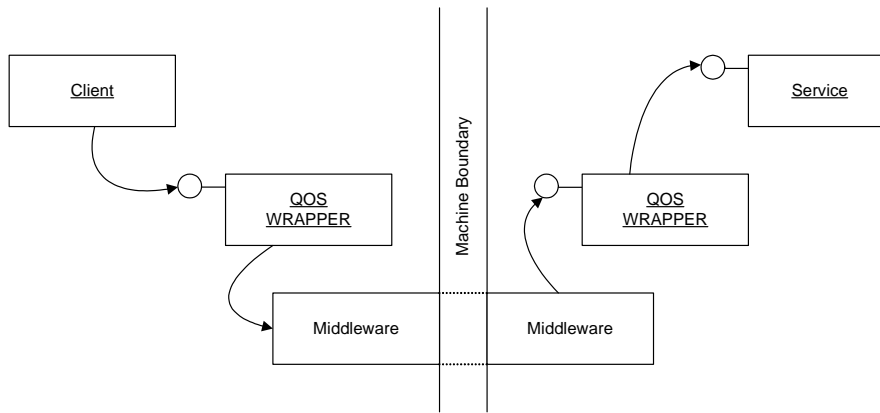 Client
QOS
WRAPPER
Middleware
Machine Boundary
Middleware
QOS
WRAPPER
Service